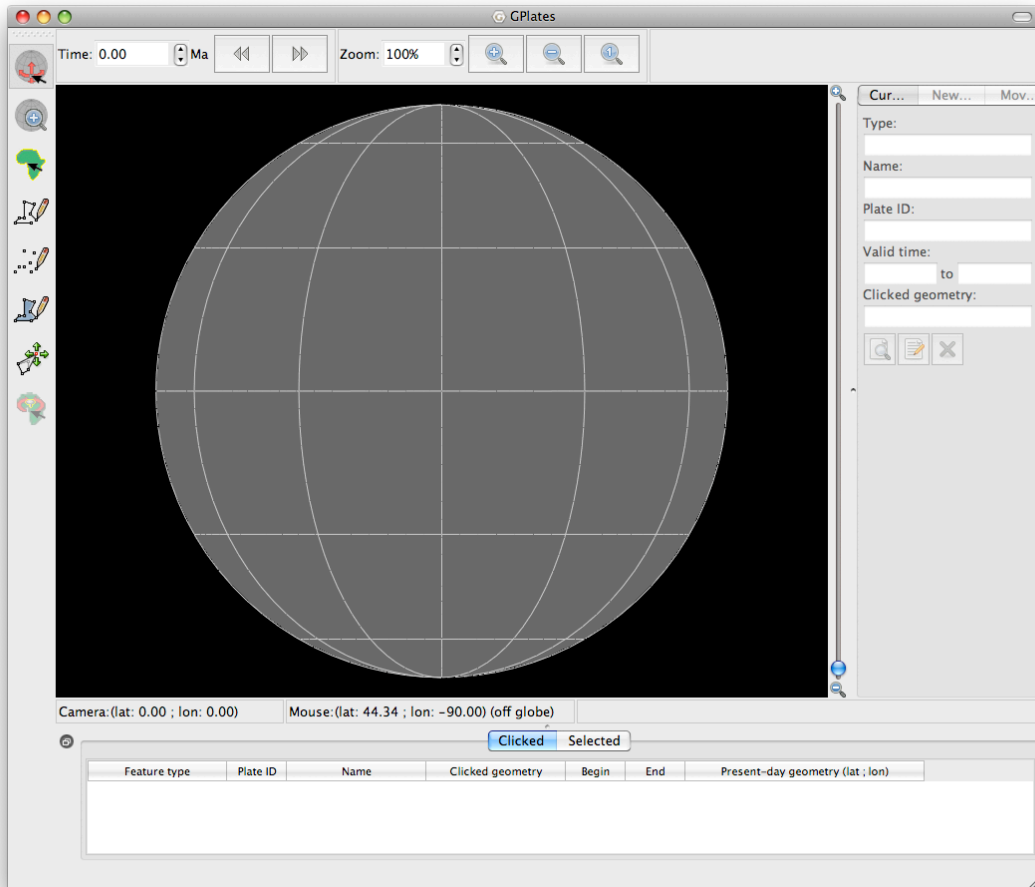 GPlates
Time: 0.00 Ma Zoom: 100%
Cur... New... Mov...
Type:
Name:
Plate ID:
Valid time:
to
Clicked geometry:
Camera:(lat: 0.00 ; lon: 0.00) Mouse:(lat: 44.34 ; lon: -90.00) (off globe)
Clicked Selected
Feature type Plate ID Name Clicked geometry Begin End Present-day geometry (lat ; lon)